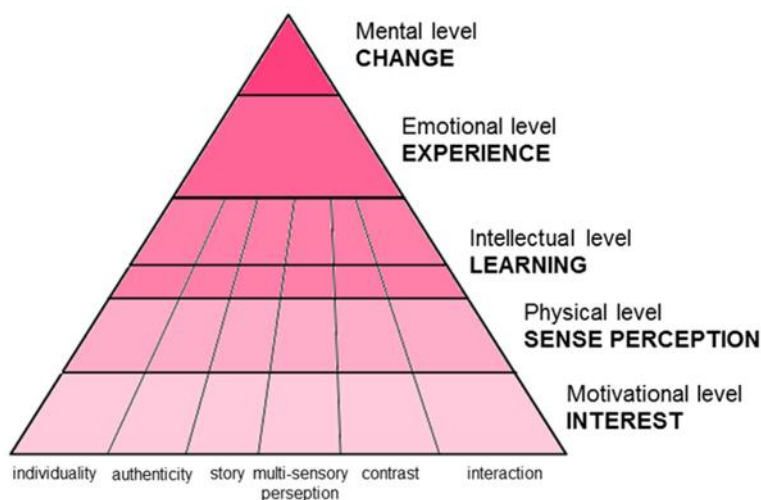 Mental level
CHANGE
Emotional level
EXPERIENCE
Intellectual level
LEARNING
Physical level
SENSE PERCEPTION
Motivational level
INTEREST
individuality authenticity story multi-sensory contrast interaction
perseption